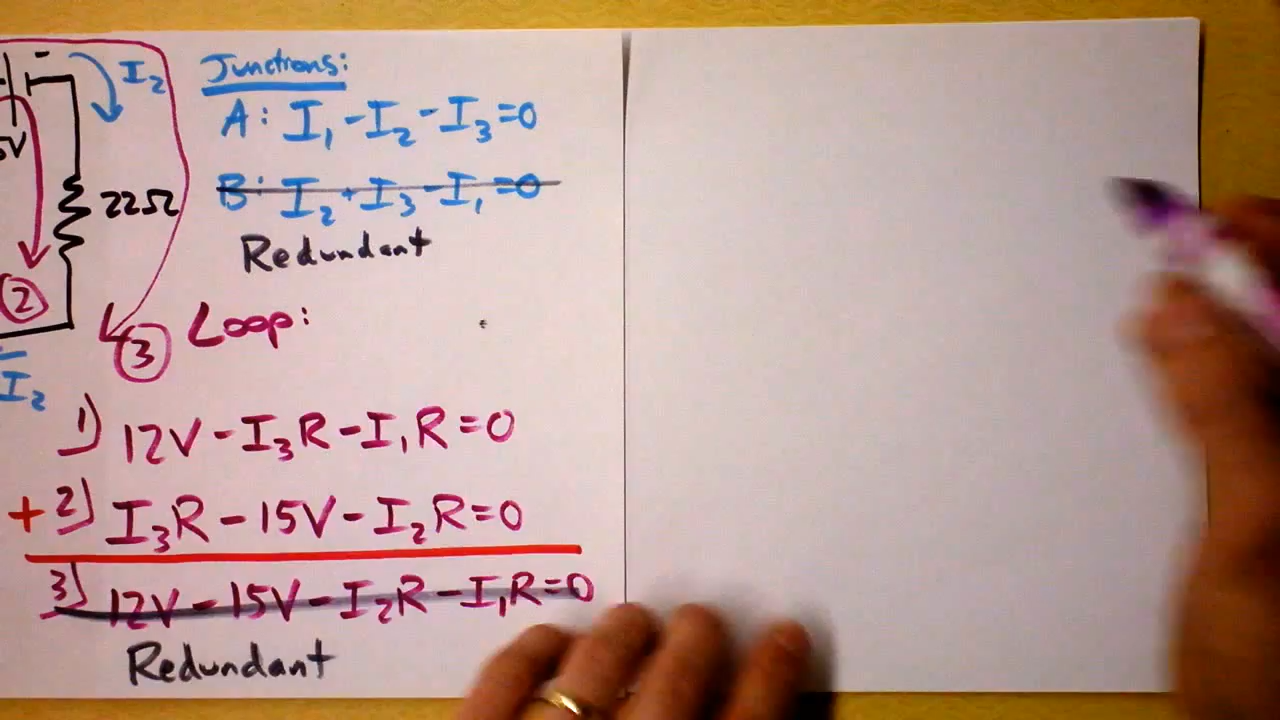 -
I₂
Junctions:
A: I₁ - I₂ - I₃ = 0
5V
22Ω
B: I₂ + I₃ - I₁ = 0
Redundant
2
3
Loop:
I₂
1) 12V - I₃R - I₁R = 0
+ 2) I₃R - 15V - I₂R = 0
3) 12V - 15V - I₂R - I₁R = 0
Redundant